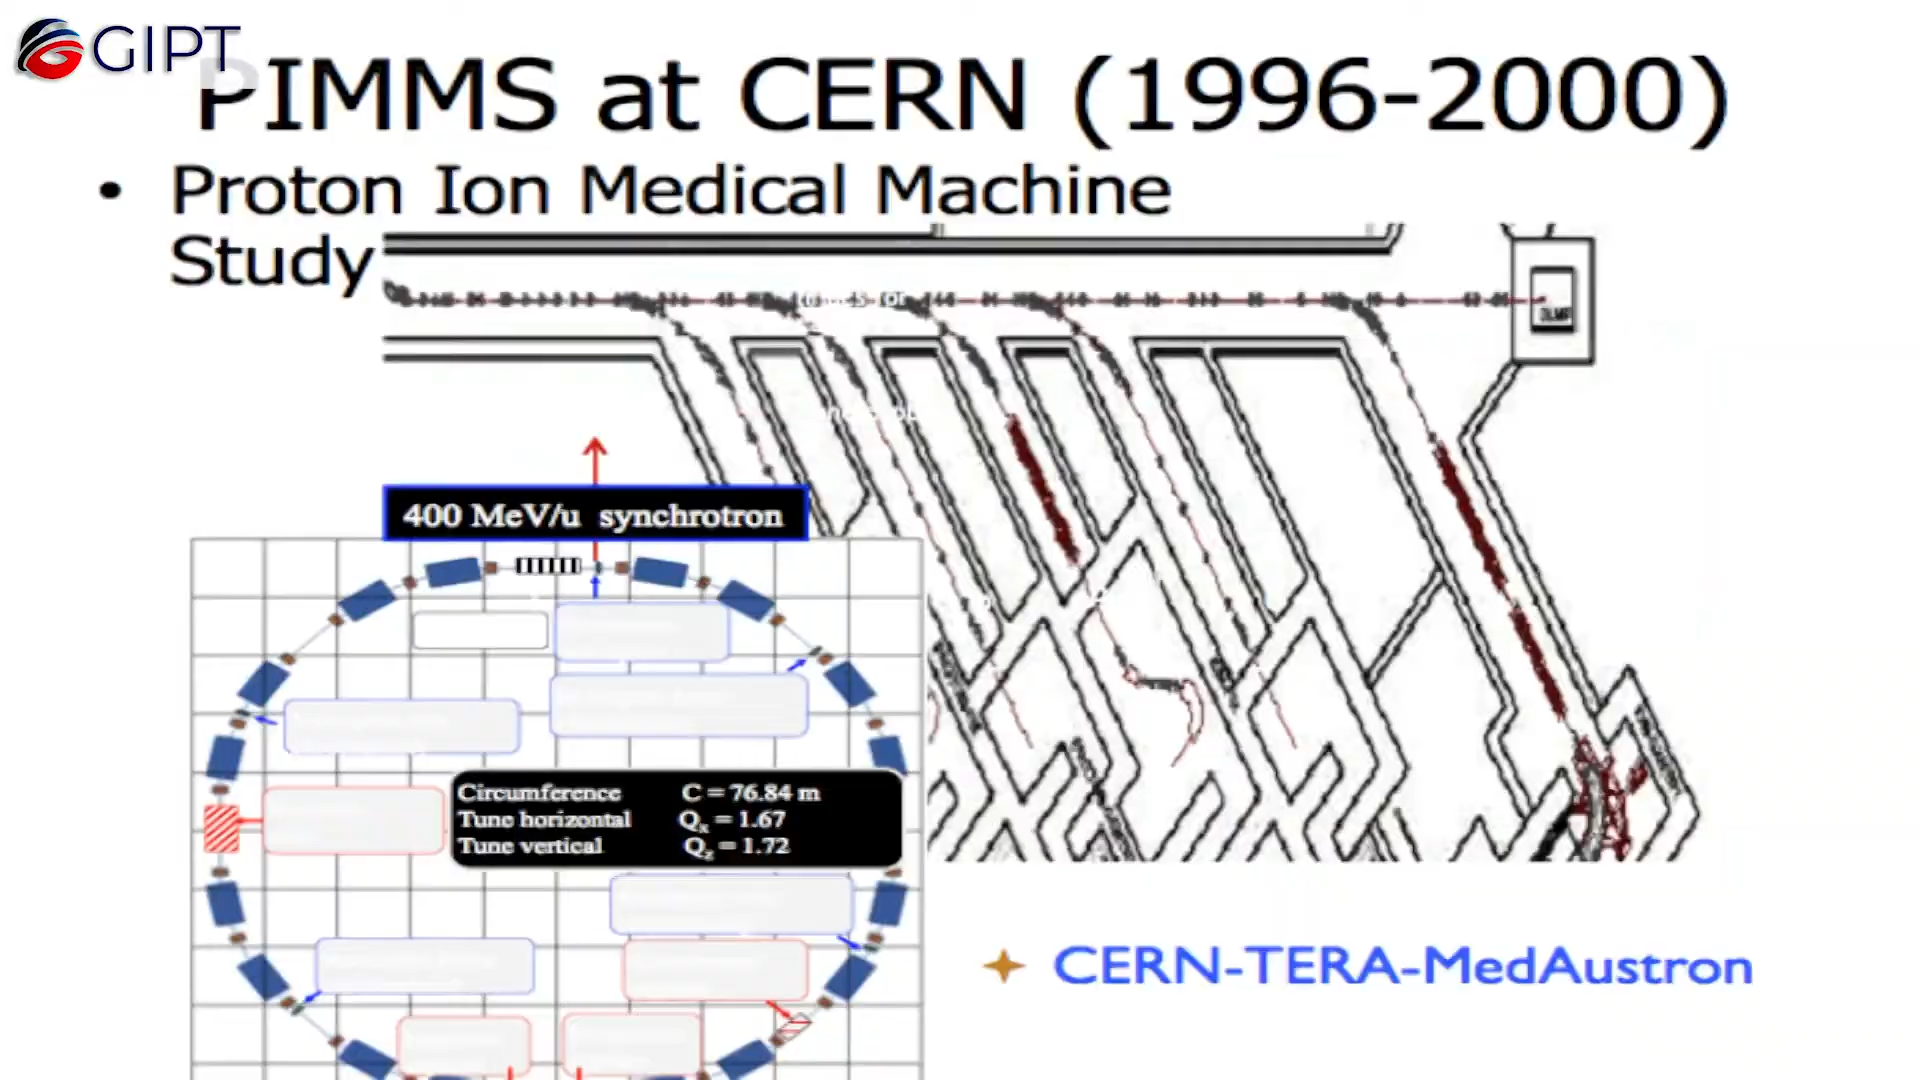 GIPT
PIMMS at CERN (1996-2000)
• Proton Ion Medical Machine
Study
400 MeV/u synchrotron
Circumference C = 76.84 m
Tune horizontal Qx = 1.67
Tune vertical Qz = 1.72
CERN-TERA-MedAustron